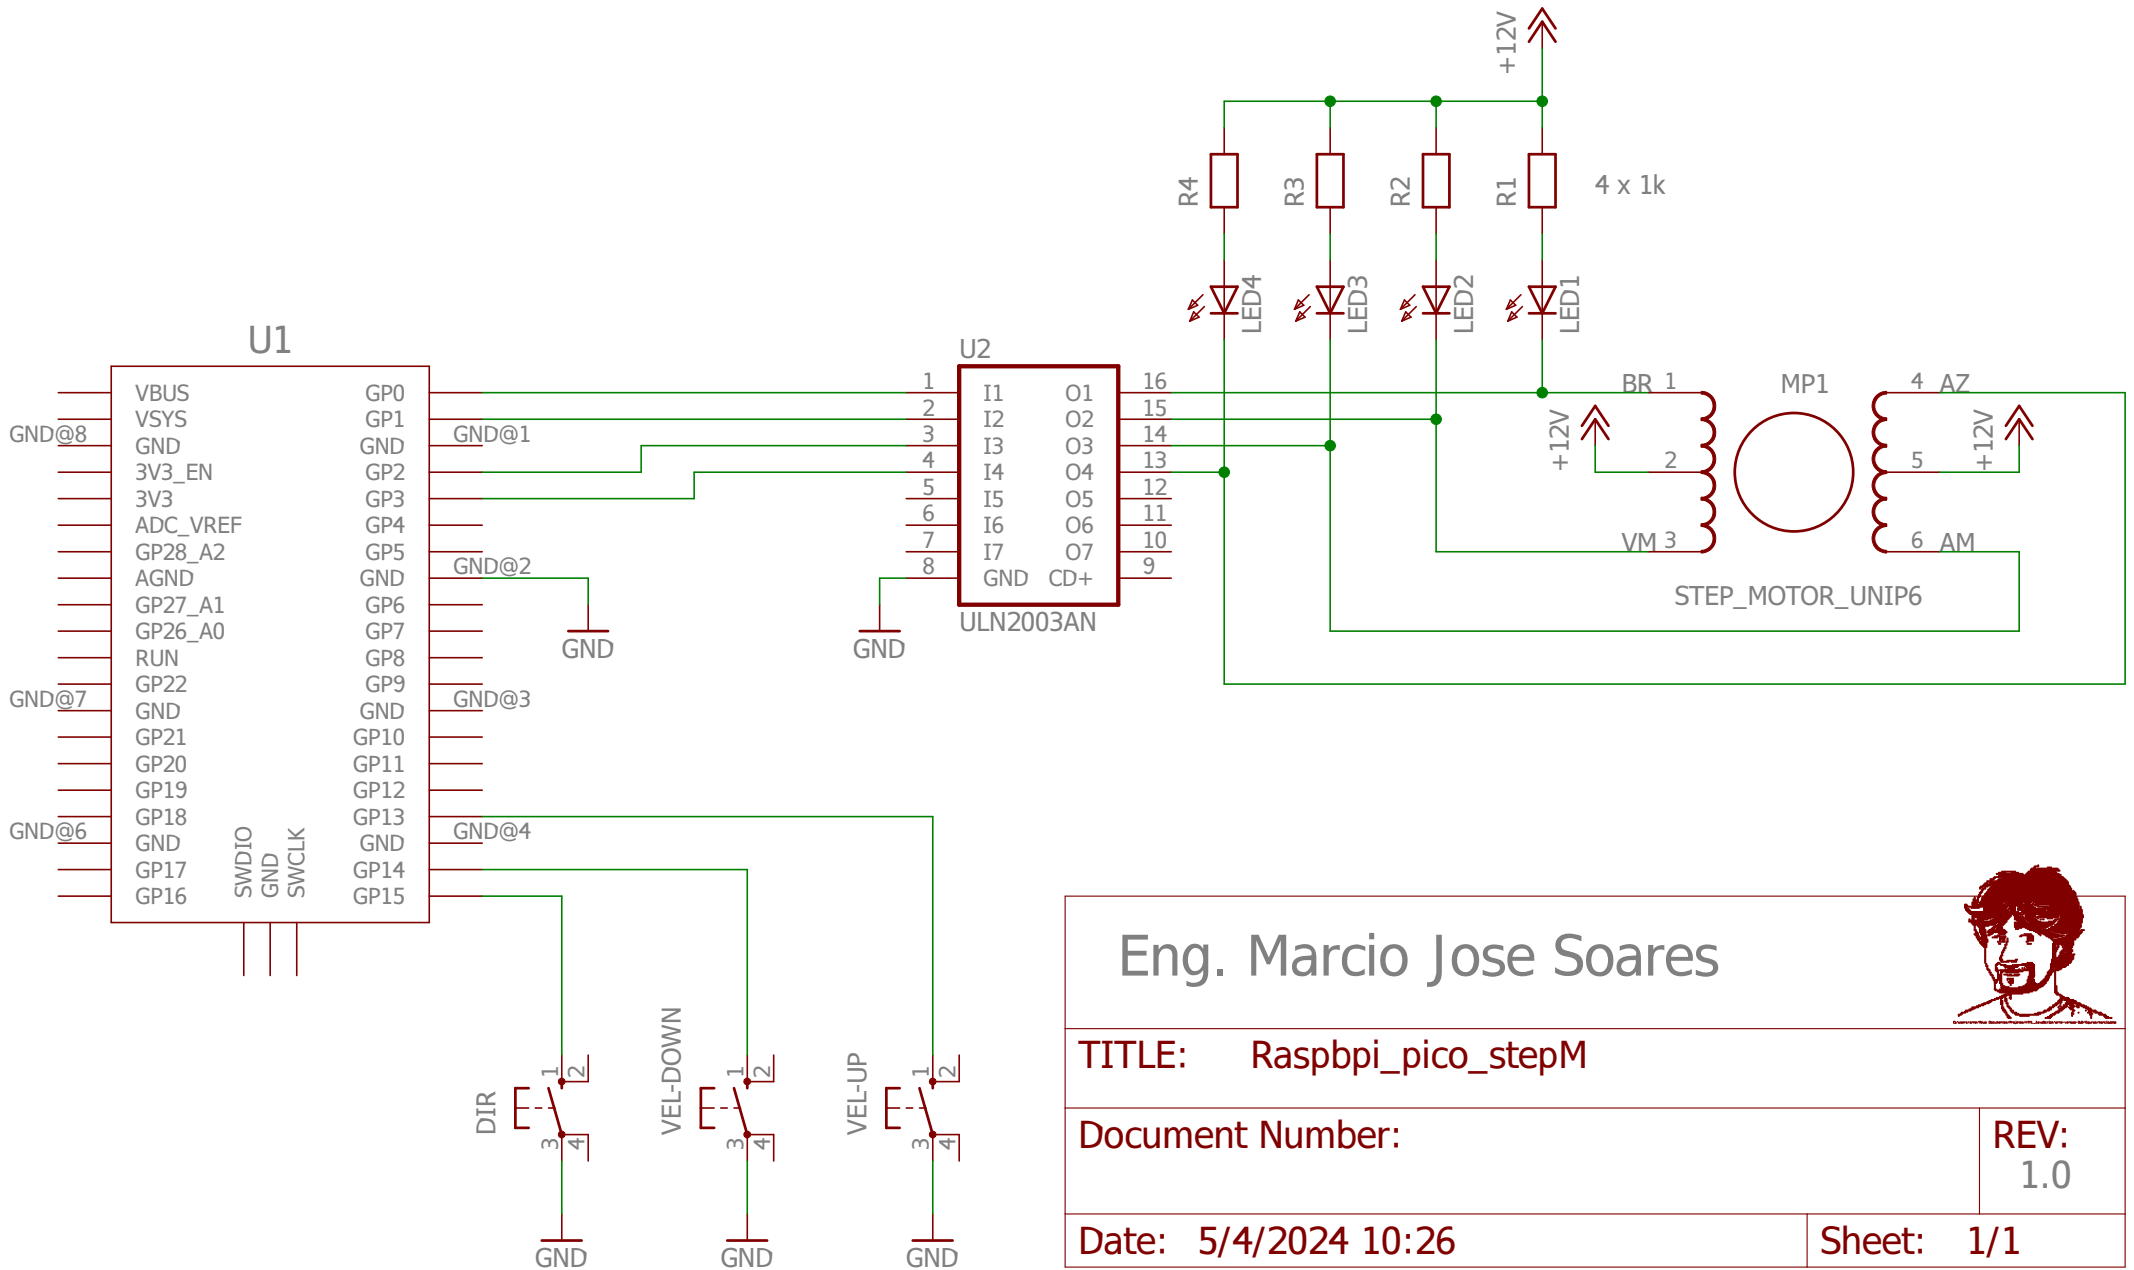 +12V
R4
R3
R2
R1
4 x 1k
LED4
LED3
LED2
LED1
U1
VBUS
VSYS
GND
3V3_EN
3V3
ADC_VREF
GP28_A2
AGND
GP27_A1
GP26_A0
RUN
GP22
GND
GP21
GP20
GP19
GP18
GND
GP17
GP16
GND@8
GND@7
GND@6
SWDIO
GND
SWCLK
GP0
GP1
GND
GP2
GP3
GP4
GP5
GND
GP6
GP7
GP8
GP9
GND
GP10
GP11
GP12
GP13
GND
GP14
GP15
GND@1
GND@2
GND@3
GND@4
GND
GND
U2
1 I1 O1 16
2 I2 O2 15
3 I3 O3 14
4 I4 O4 13
5 I5 O5 12
6 I6 O6 11
7 I7 O7 10
8 GND CD+ 9
ULN2003AN
BR 1
MP1
4 AZ
+12V
2
5
+12V
VM 3
6 AM
STEP_MOTOR_UNIP6
DIR
1 2
3 4
GND
VEL-DOWN
1 2
3 4
GND
VEL-UP
1 2
3 4
GND
Eng. Marcio Jose Soares
TITLE: Raspbpi_pico_stepM
Document Number:
REV:
1.0
Date: 5/4/2024 10:26
Sheet: 1/1